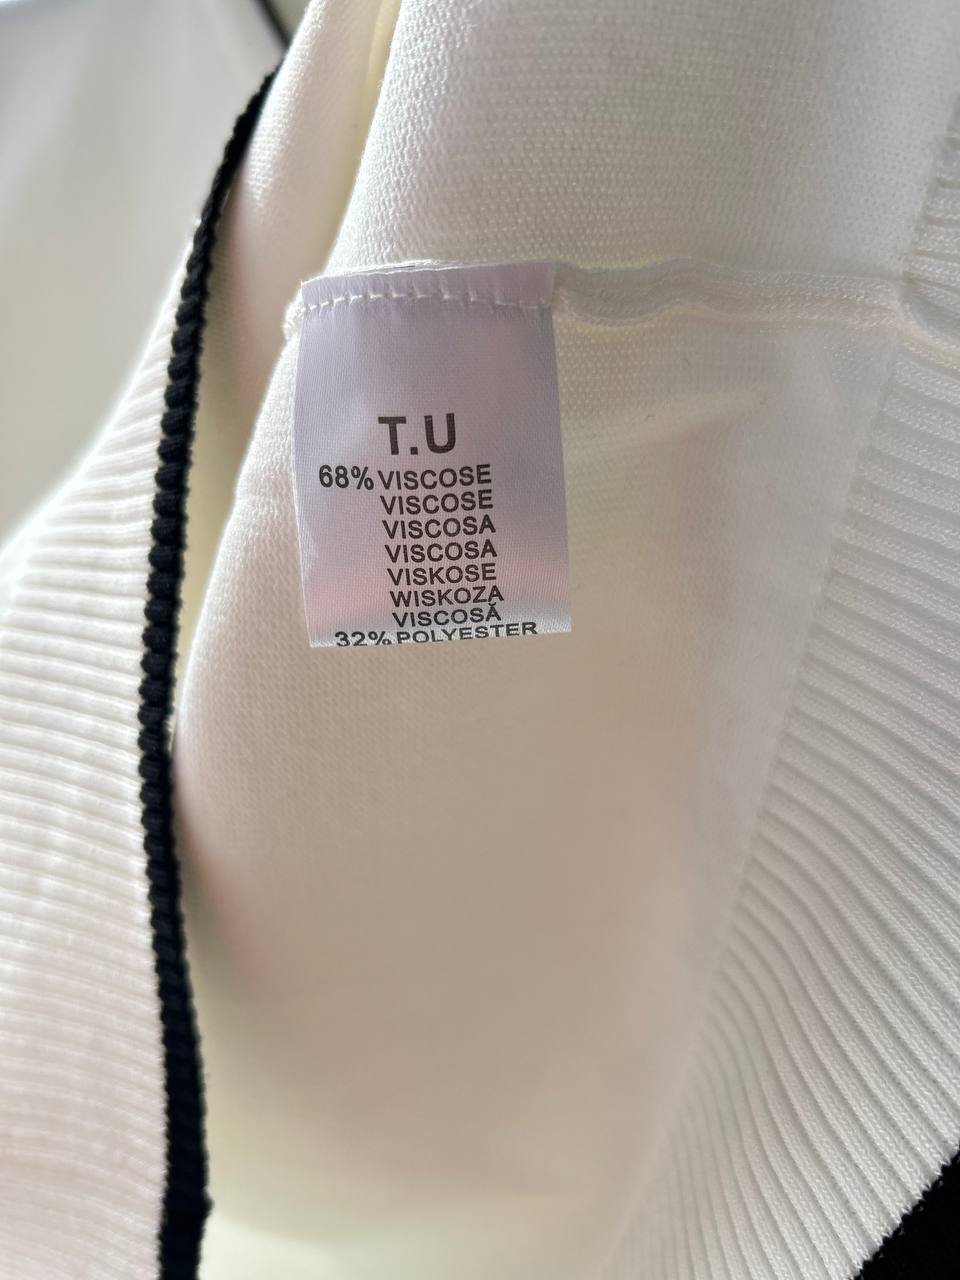 T.U
68% VISCOSE
VISCOSE
VISCOSA
VISCOSA
VISKOSE
WISKOZA
VISCOSĂ
32% POLYESTER